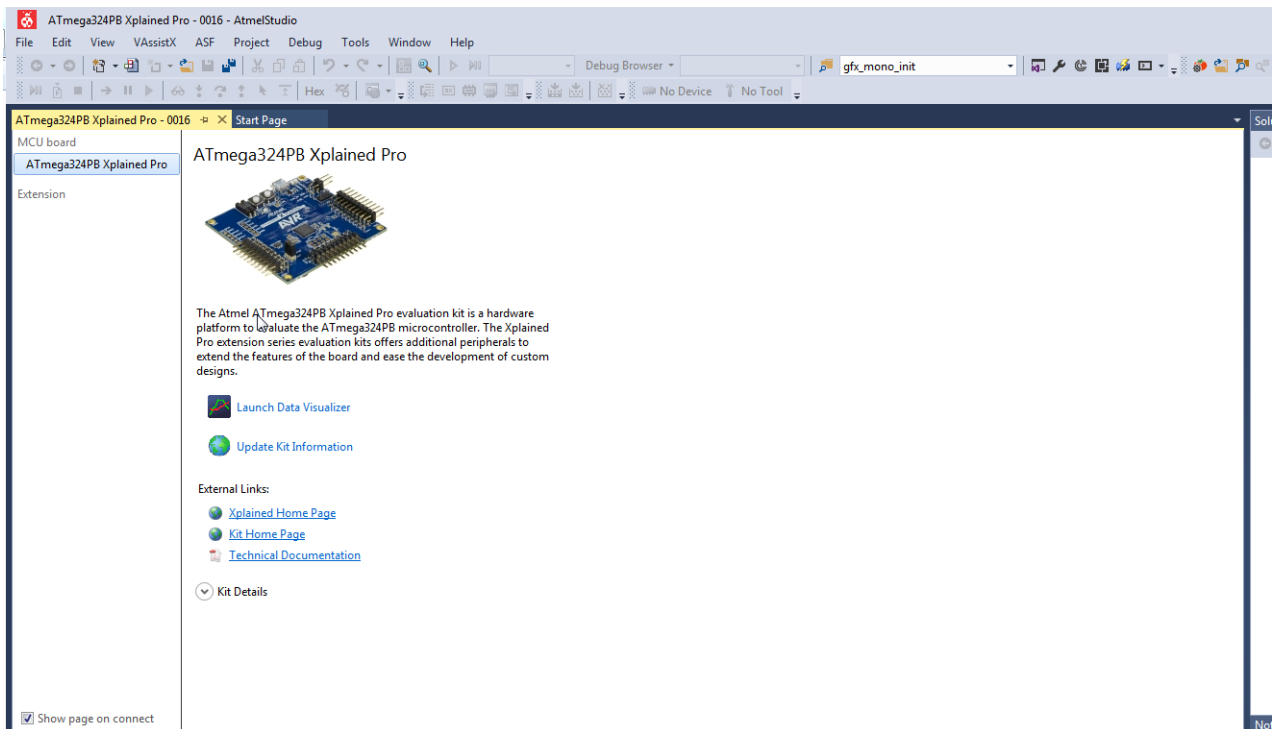 ATmega324PB Xplained Pro - 0016 - AtmelStudio
File Edit View VAssistX ASF Project Debug Tools Window Help
Debug Browser gfx_mono_init
Hex No Device No Tool
ATmega324PB Xplained Pro - 0016 Start Page
Solu
MCU board
ATmega324PB Xplained Pro
Extension
ATmega324PB Xplained Pro
AVR
The Atmel ATmega324PB Xplained Pro evaluation kit is a hardware
platform to evaluate the ATmega324PB microcontroller. The Xplained
Pro extension series evaluation kits offers additional peripherals to
extend the features of the board and ease the development of custom
designs.
Launch Data Visualizer
Update Kit Information
External Links:
Xplained Home Page
Kit Home Page
Technical Documentation
Kit Details
Show page on connect